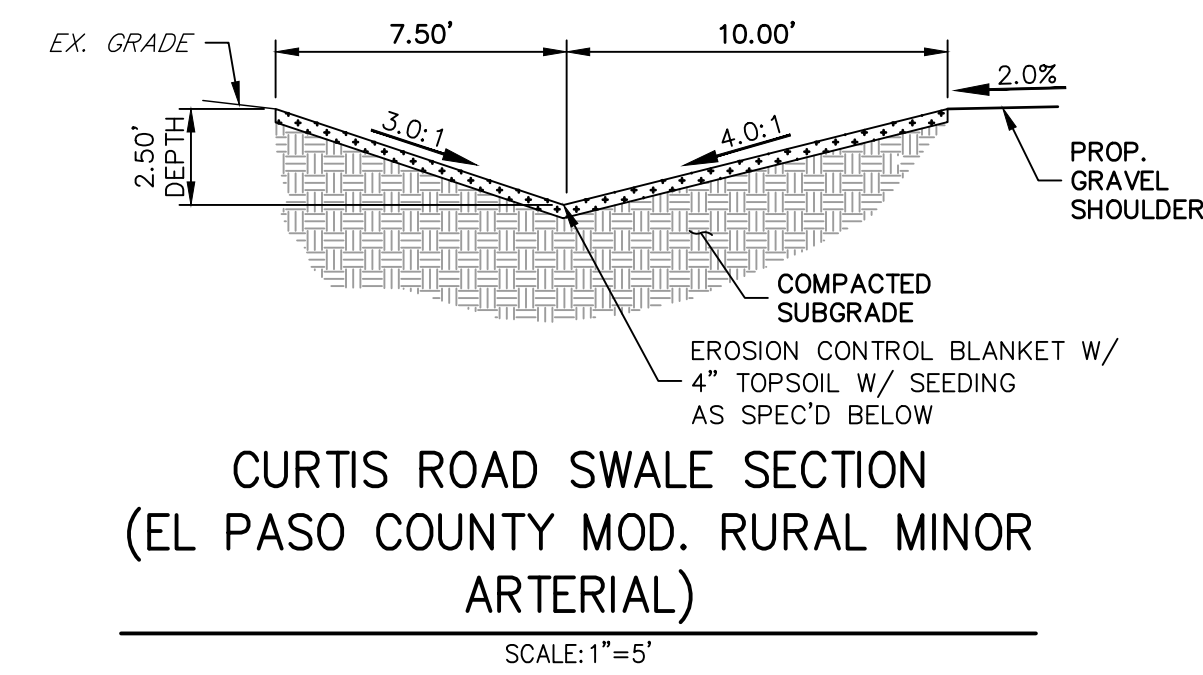 EX. GRADE
7.50'
10.00'
2.0%
2.50'
DEPTH
3.0:1
4.0:1
PROP.
GRAVEL
SHOULDER
COMPACTED
SUBGRADE
EROSION CONTROL BLANKET W/
4" TOPSOIL W/ SEEDING
AS SPEC'D BELOW
CURTIS ROAD SWALE SECTION
(EL PASO COUNTY MOD. RURAL MINOR
ARTERIAL)
SCALE: 1"=5'